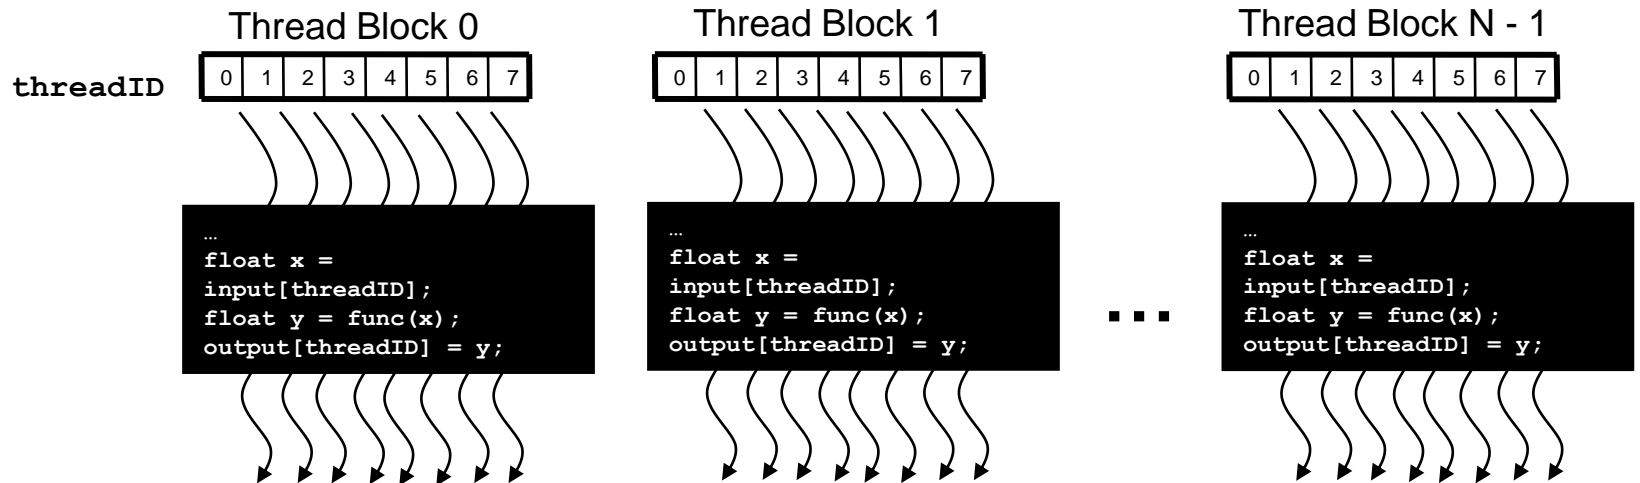 Thread Block 0
Thread Block 1
Thread Block N - 1
threadID
0 1 2 3 4 5 6 7
0 1 2 3 4 5 6 7
0 1 2 3 4 5 6 7
…
float x =
input[threadID];
float y = func(x);
output[threadID] = y;
…
float x =
input[threadID];
float y = func(x);
output[threadID] = y;
...
…
float x =
input[threadID];
float y = func(x);
output[threadID] = y;